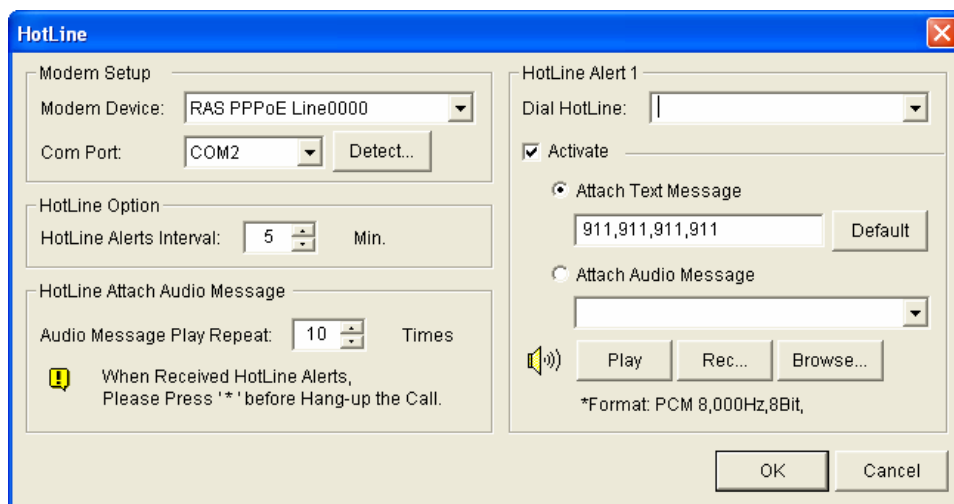 HotLine
Modem Setup
Modem Device: RAS PPPoE Line0000
Com Port: COM2 Detect...
HotLine Option
HotLine Alerts Interval: 5 Min.
HotLine Attach Audio Message
Audio Message Play Repeat: 10 Times
When Received HotLine Alerts,
Please Press '*' before Hang-up the Call.
HotLine Alert 1
Dial HotLine:
Activate
Attach Text Message
911,911,911,911 Default
Attach Audio Message
Play Rec... Browse...
*Format: PCM 8,000Hz,8Bit,
OK Cancel